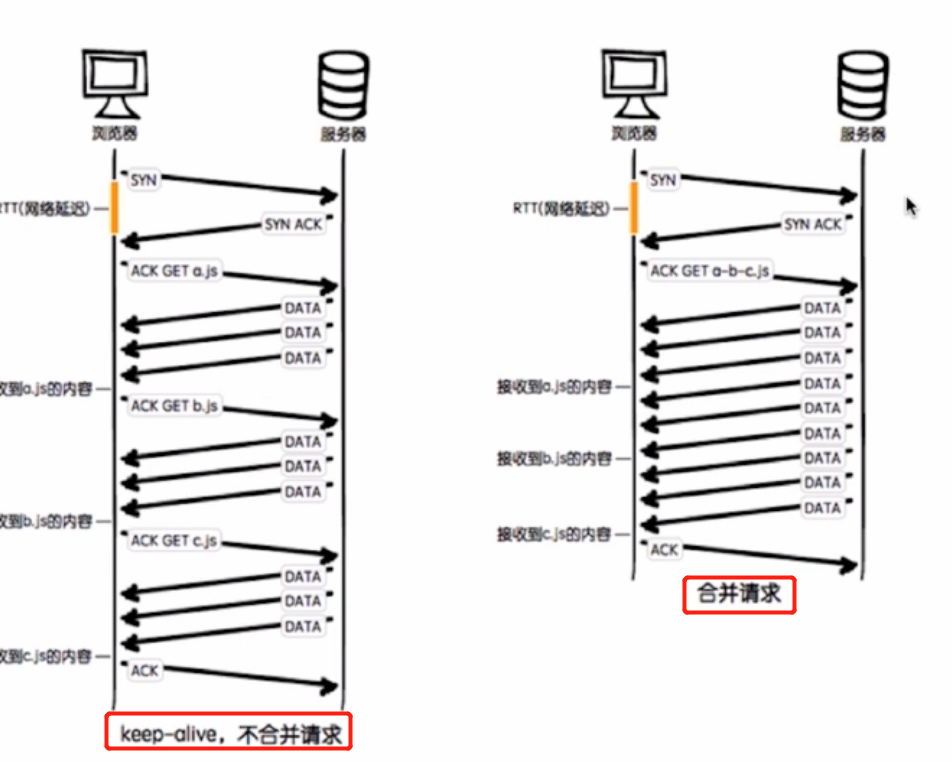 浏览器
服务器
SYN
RTT(网络延迟)
SYN ACK
ACK GET a.js
DATA
DATA
DATA
收到a.js的内容
ACK GET b.js
DATA
DATA
DATA
收到b.js的内容
ACK GET c.js
DATA
DATA
DATA
收到c.js的内容
ACK
keep-alive，不合并请求
浏览器
服务器
SYN
RTT(网络延迟)
SYN ACK
ACK GET a-b-c.js
DATA
DATA
DATA
接收到a.js的内容
DATA
DATA
DATA
接收到b.js的内容
DATA
DATA
DATA
接收到c.js的内容
ACK
合并请求